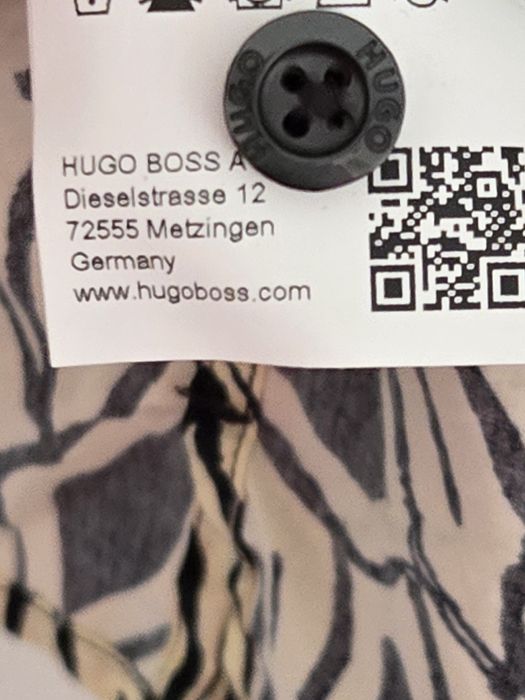 HUGO HUGO
HUGO BOSS A
Dieselstrasse 12
72555 Metzingen
Germany
www.hugoboss.com